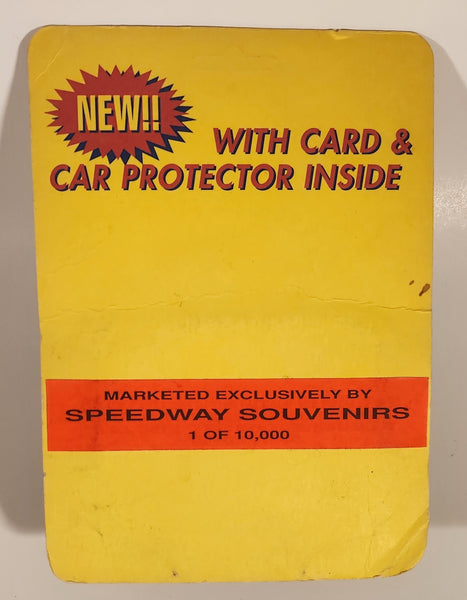 NEW!!
WITH CARD &
CAR PROTECTOR INSIDE
MARKETED EXCLUSIVELY BY
SPEEDWAY SOUVENIRS
1 OF 10,000